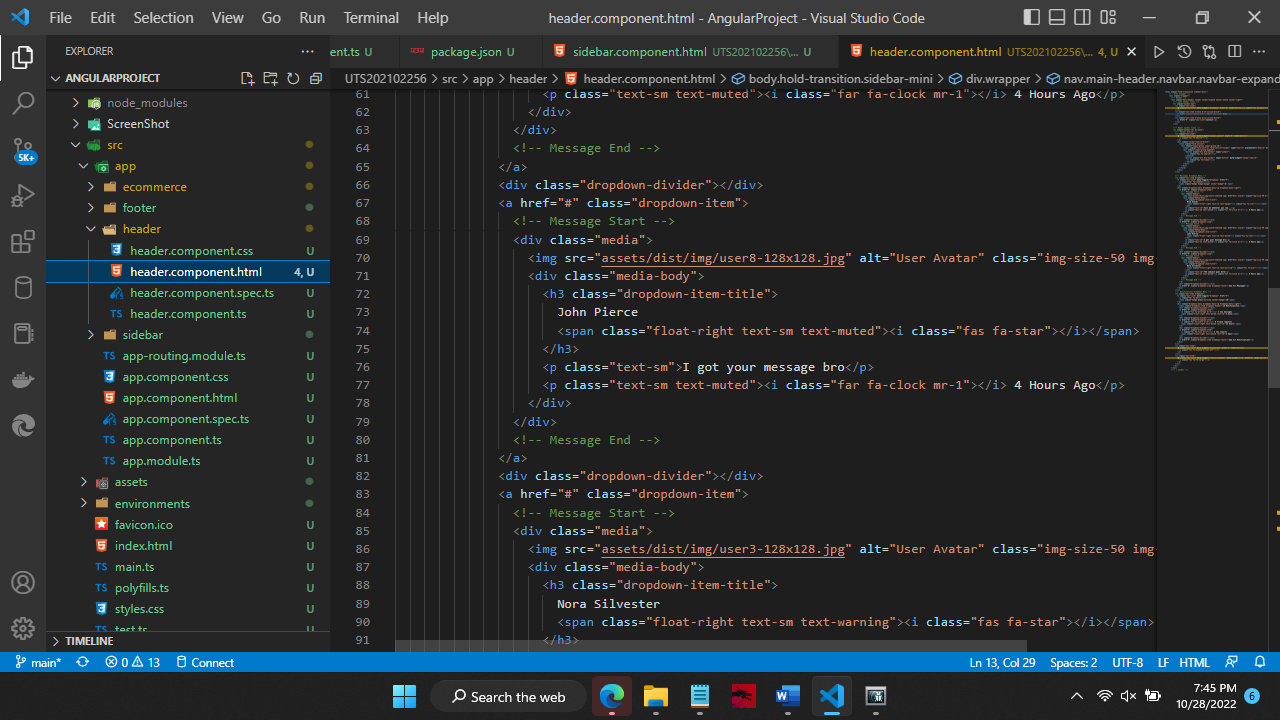 File Edit Selection View Go Run Terminal Help header.component.html - AngularProject - Visual Studio Code
EXPLORER
ent.ts U package.json U sidebar.component.html UTS202102256\... U header.component.html UTS202102256\... 4, U
ANGULARPROJECT
UTS202102256 > src > app > header > header.component.html > body.hold-transition.sidebar-mini > div.wrapper > nav.main-header.navbar.navbar-expand
node_modules
ScreenShot
src
app
ecommerce
footer
header
header.component.css U
header.component.html 4, U
header.component.spec.ts U
header.component.ts U
sidebar
app-routing.module.ts U
app.component.css U
app.component.html U
app.component.spec.ts U
app.component.ts U
app.module.ts U
assets
environments
favicon.ico U
index.html U
main.ts U
polyfills.ts U
styles.css U
test.ts U
TIMELINE
5K+
61 <p class="text-sm text-muted"><i class="far fa-clock mr-1"></i> 4 Hours Ago</p>
62 </div>
63 </div>
64 <!-- Message End -->
65 </a>
66 <div class="dropdown-divider"></div>
67 <a href="#" class="dropdown-item">
68 <!-- Message Start -->
69 <div class="media">
70 <img src="assets/dist/img/user8-128x128.jpg" alt="User Avatar" class="img-size-50 img-
71 <div class="media-body">
72 <h3 class="dropdown-item-title">
73 John Pierce
74 <span class="float-right text-sm text-muted"><i class="fas fa-star"></i></span>
75 </h3>
76 <p class="text-sm">I got your message bro</p>
77 <p class="text-sm text-muted"><i class="far fa-clock mr-1"></i> 4 Hours Ago</p>
78 </div>
79 </div>
80 <!-- Message End -->
81 </a>
82 <div class="dropdown-divider"></div>
83 <a href="#" class="dropdown-item">
84 <!-- Message Start -->
85 <div class="media">
86 <img src="assets/dist/img/user3-128x128.jpg" alt="User Avatar" class="img-size-50 img-
87 <div class="media-body">
88 <h3 class="dropdown-item-title">
89 Nora Silvester
90 <span class="float-right text-sm text-warning"><i class="fas fa-star"></i></span>
91 </h3>
main* 0 13 Connect Ln 13, Col 29 Spaces: 2 UTF-8 LF HTML
Search the web
7:45 PM
10/28/2022 6